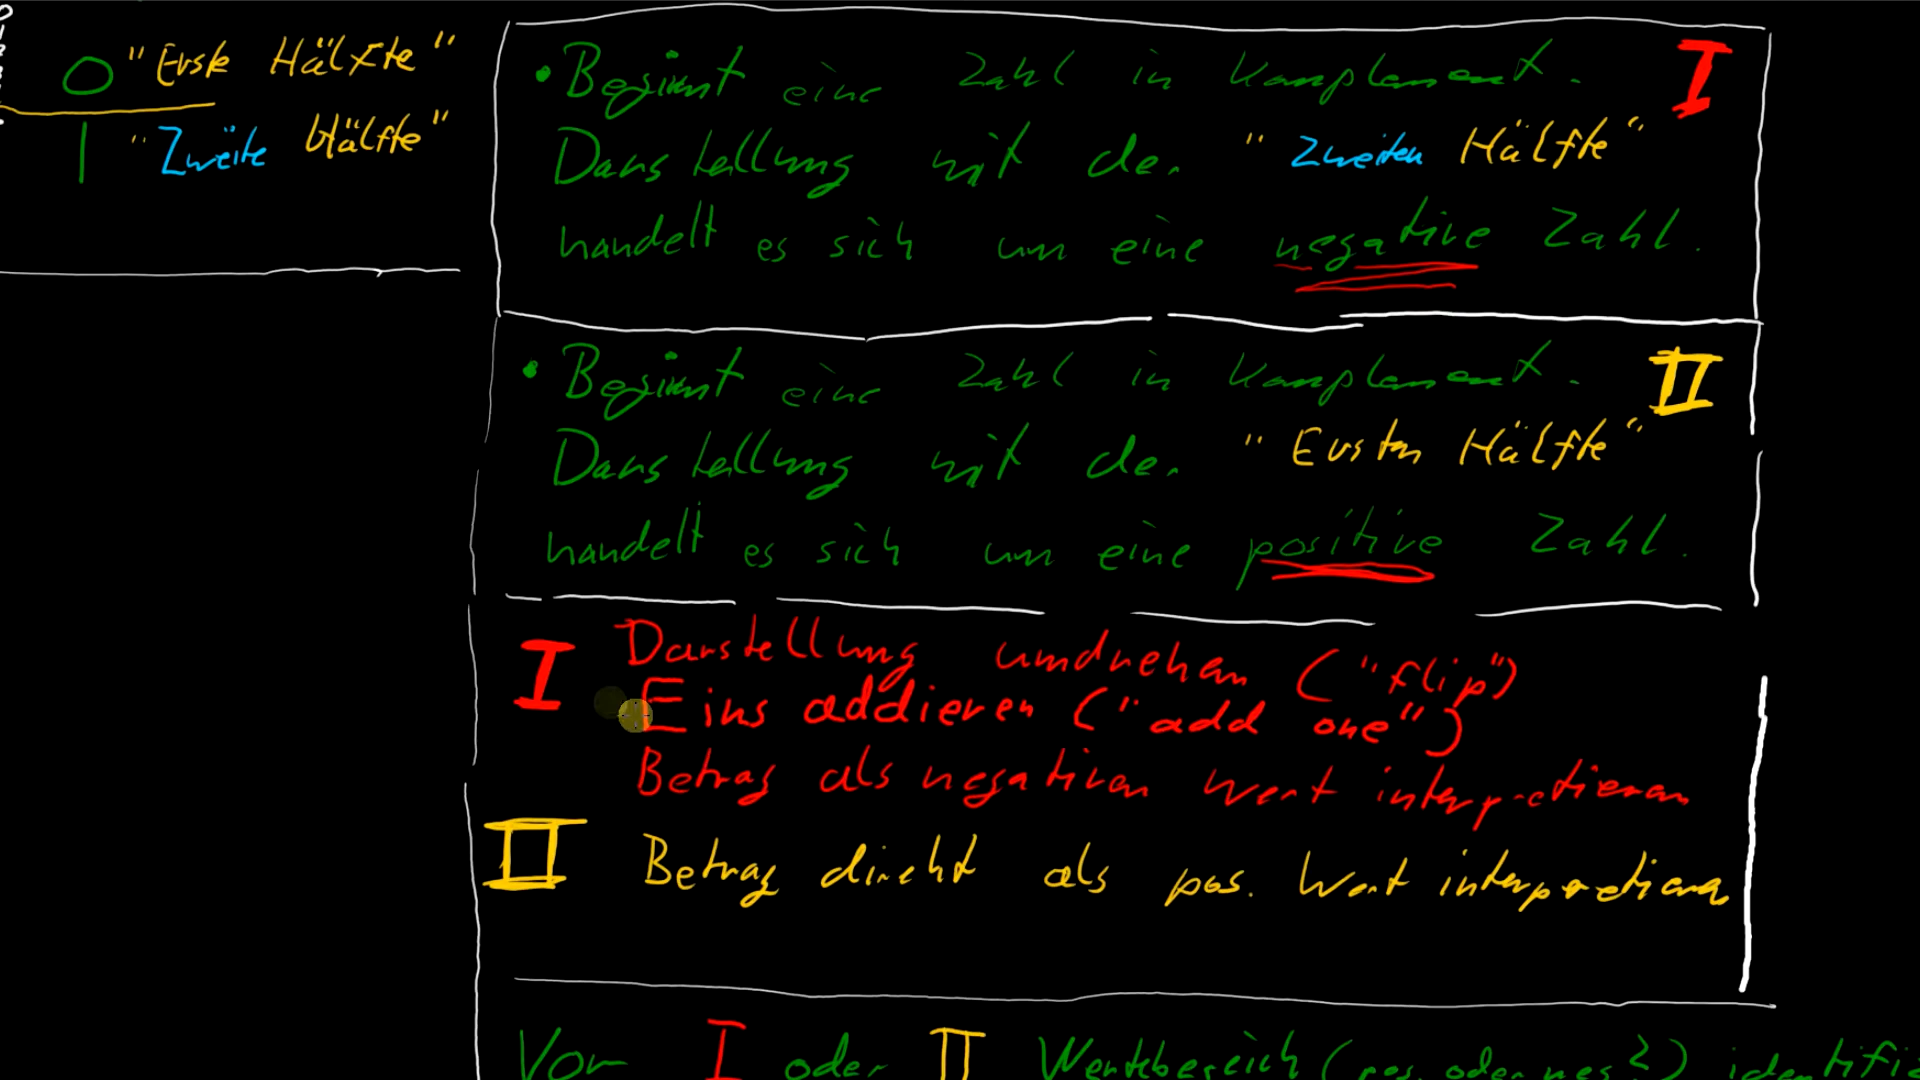 0 "Erste Hälfte"
1 "Zweite Hälfte"
• Beginnt eine Zahl in Komplement- I
Darstellung mit der "Zweiten Hälfte"
handelt es sich um eine negative Zahl.
• Beginnt eine Zahl in Komplement- II
Darstellung mit der "Ersten Hälfte"
handelt es sich um eine positive Zahl.
I Darstellung umdrehen ("flip")
Eins addieren ("add one")
Betrag als negativen Wert interpretieren
II Betrag direkt als pos. Wert interpretieren
Vor I oder II Wertebereich (pos. oder neg?)